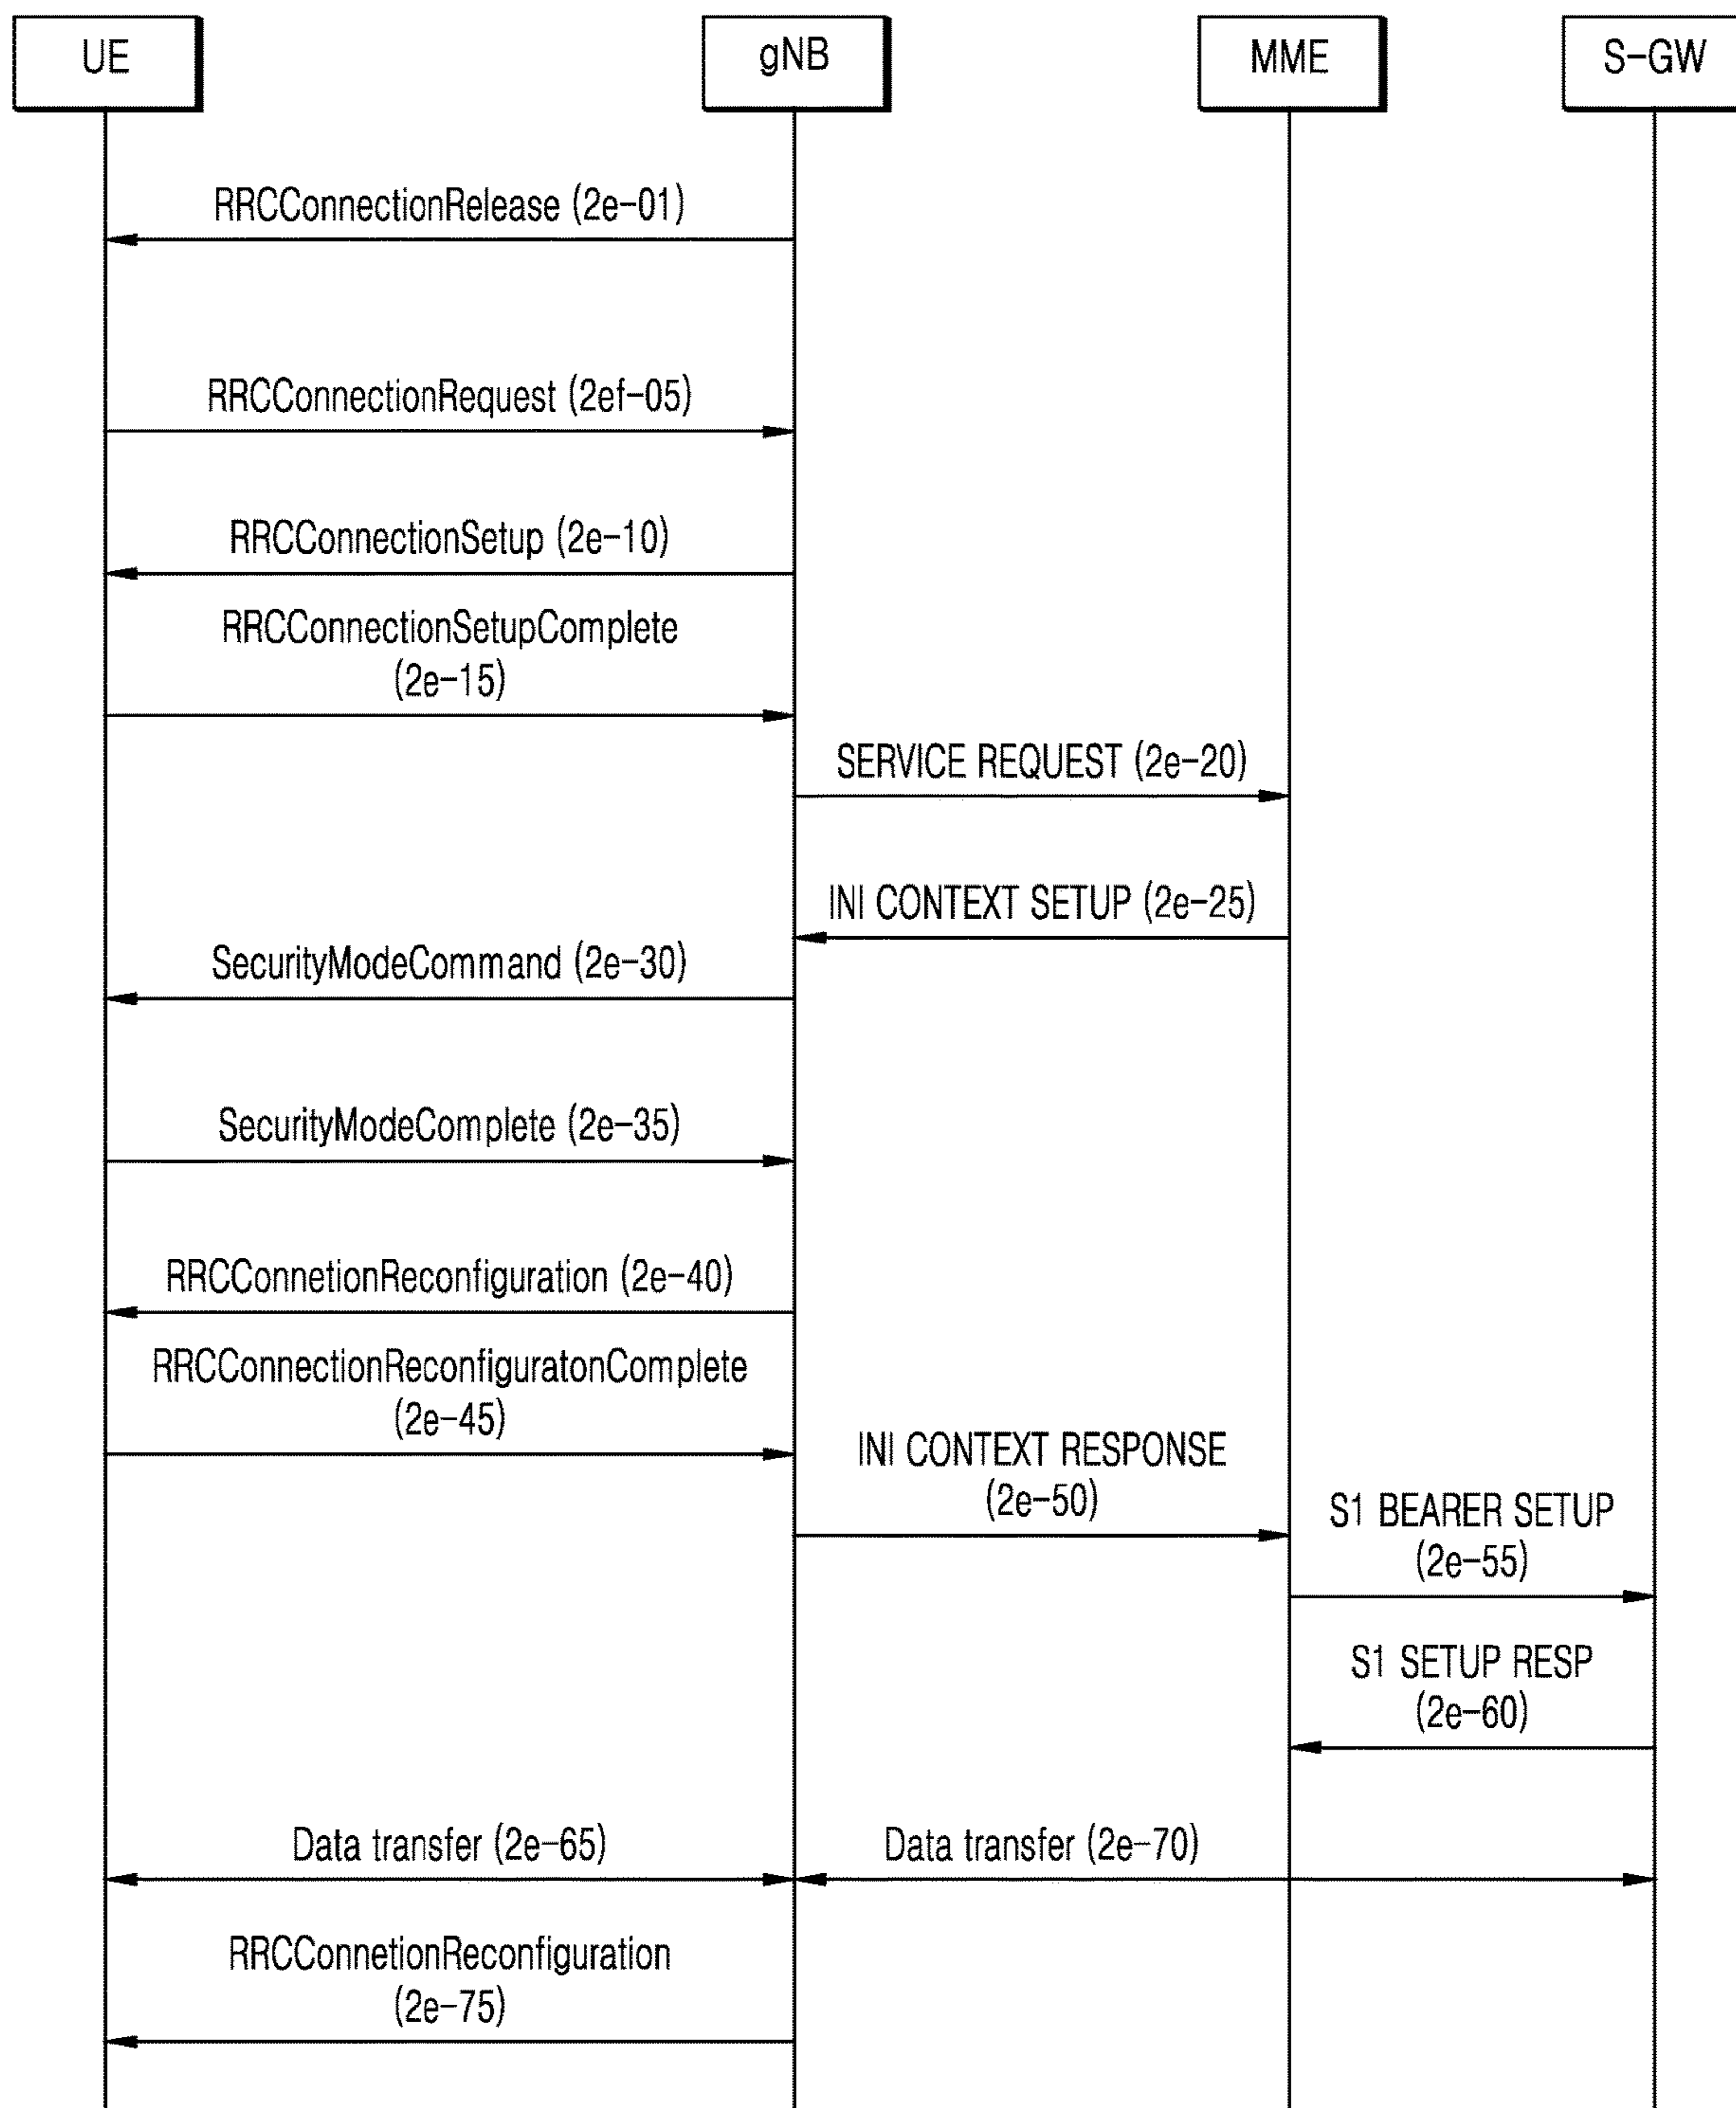 UE gNB MME S-GW
RRCConnectionRelease (2e-01)
RRCConnectionRequest (2ef-05)
RRCConnectionSetup (2e-10)
RRCConnectionSetupComplete
(2e-15)
SERVICE REQUEST (2e-20)
INI CONTEXT SETUP (2e-25)
SecurityModeCommand (2e-30)
SecurityModeComplete (2e-35)
RRCConnetionReconfiguration (2e-40)
RRCConnectionReconfiguratonComplete
(2e-45)
INI CONTEXT RESPONSE
(2e-50)
S1 BEARER SETUP
(2e-55)
S1 SETUP RESP
(2e-60)
Data transfer (2e-65) Data transfer (2e-70)
RRCConnetionReconfiguration
(2e-75)